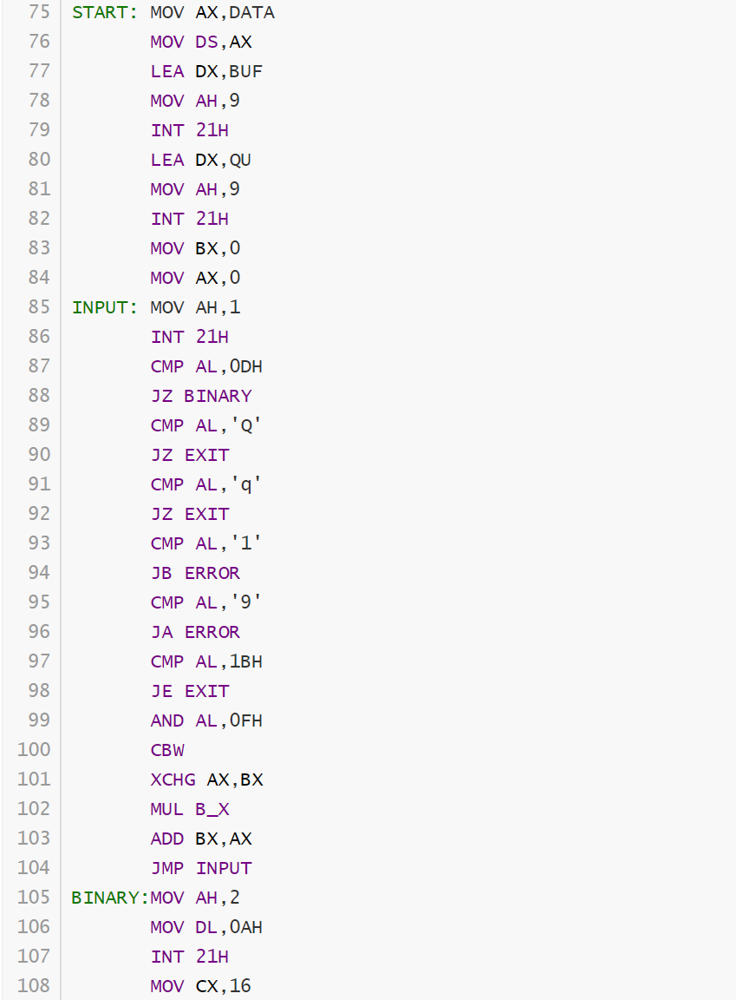 75 START: MOV AX,DATA
76 MOV DS,AX
77 LEA DX,BUF
78 MOV AH,9
79 INT 21H
80 LEA DX,QU
81 MOV AH,9
82 INT 21H
83 MOV BX,0
84 MOV AX,0
85 INPUT: MOV AH,1
86 INT 21H
87 CMP AL,0DH
88 JZ BINARY
89 CMP AL,'Q'
90 JZ EXIT
91 CMP AL,'q'
92 JZ EXIT
93 CMP AL,'1'
94 JB ERROR
95 CMP AL,'9'
96 JA ERROR
97 CMP AL,1BH
98 JE EXIT
99 AND AL,0FH
100 CBW
101 XCHG AX,BX
102 MUL B_X
103 ADD BX,AX
104 JMP INPUT
105 BINARY:MOV AH,2
106 MOV DL,0AH
107 INT 21H
108 MOV CX,16